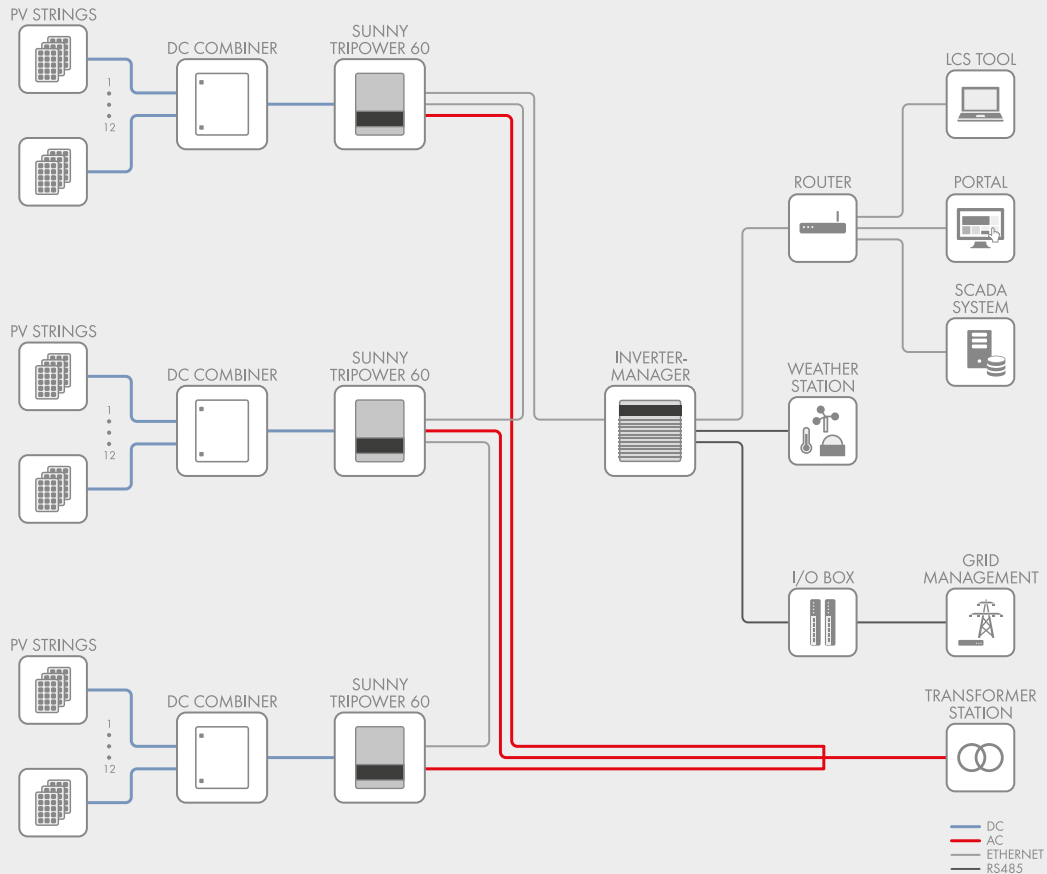 PV STRINGS
DC COMBINER
SUNNY
TRIPOWER 60
1
12
LCS TOOL
ROUTER
PORTAL
SCADA
SYSTEM
PV STRINGS
DC COMBINER
SUNNY
TRIPOWER 60
1
12
INVERTER-
MANAGER
WEATHER
STATION
I/O BOX
GRID
MANAGEMENT
PV STRINGS
DC COMBINER
SUNNY
TRIPOWER 60
1
12
TRANSFORMER
STATION
DC
AC
ETHERNET
RS485